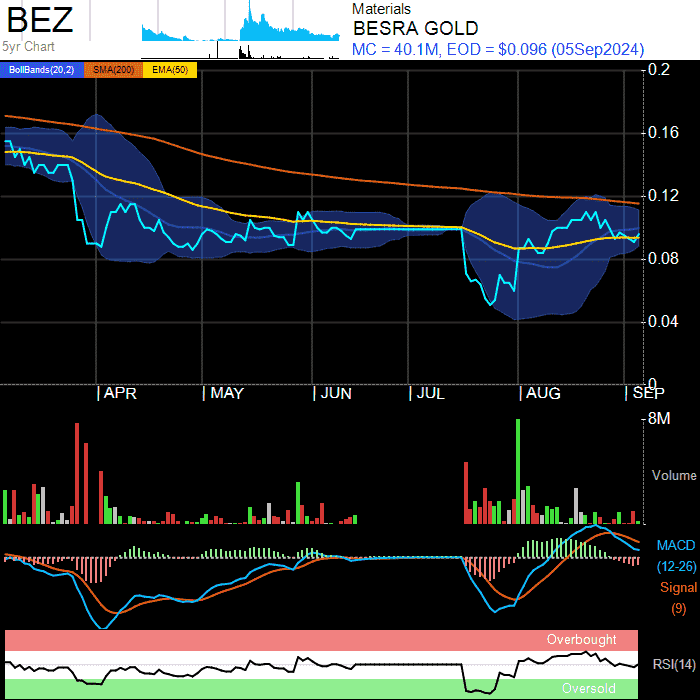 BEZ
5yr Chart
Materials
BESRA GOLD
MC = 40.1M, EOD = $0.096 (05Sep2024)
BollBands(20,2) SMA(200) EMA(50)
0.2
0.16
0.12
0.08
0.04
0
APR MAY JUN JUL AUG SEP
8M
Volume
MACD
(12-26)
Signal
(9)
Overbought
RSI(14)
Oversold